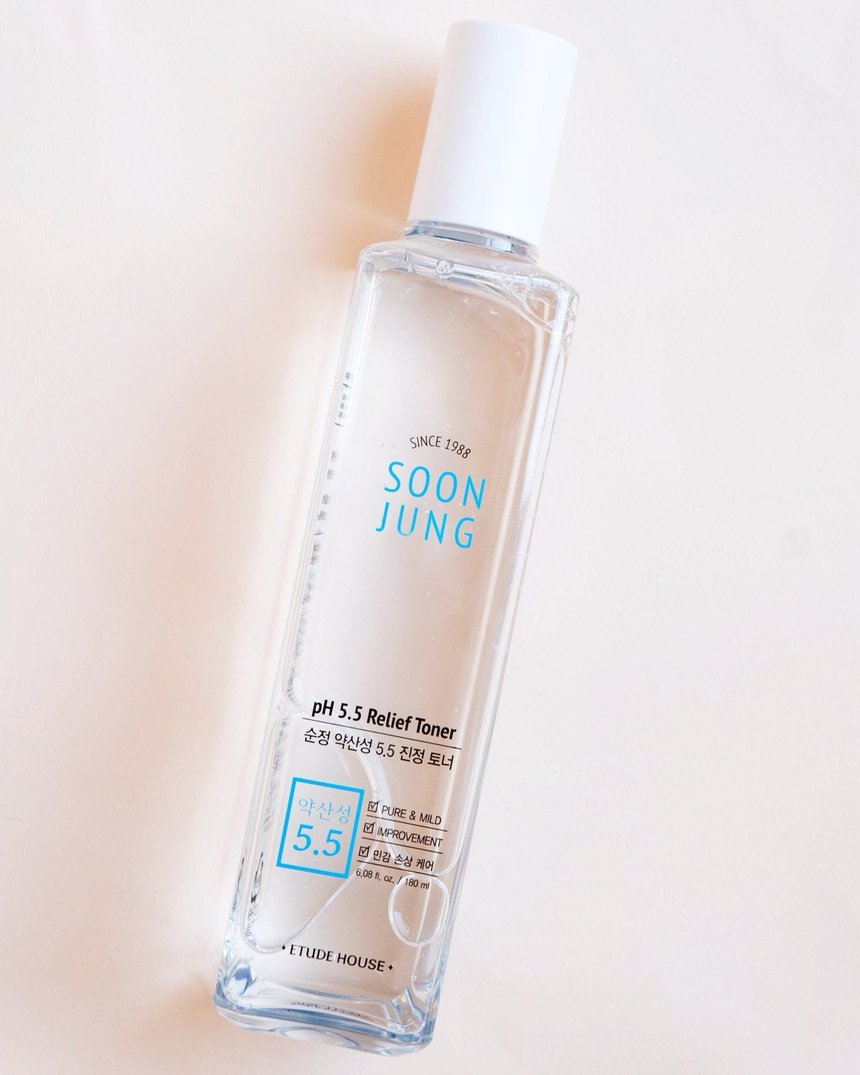 SINCE 1988
SOON
JUNG
pH 5.5 Relief Toner
순정 약산성 5.5 진정 토너
약산성
5.5
PURE & MILD
IMPROVEMENT
민감 손상 케어
6.08 fl. oz. / 180 ml
ETUDE HOUSE